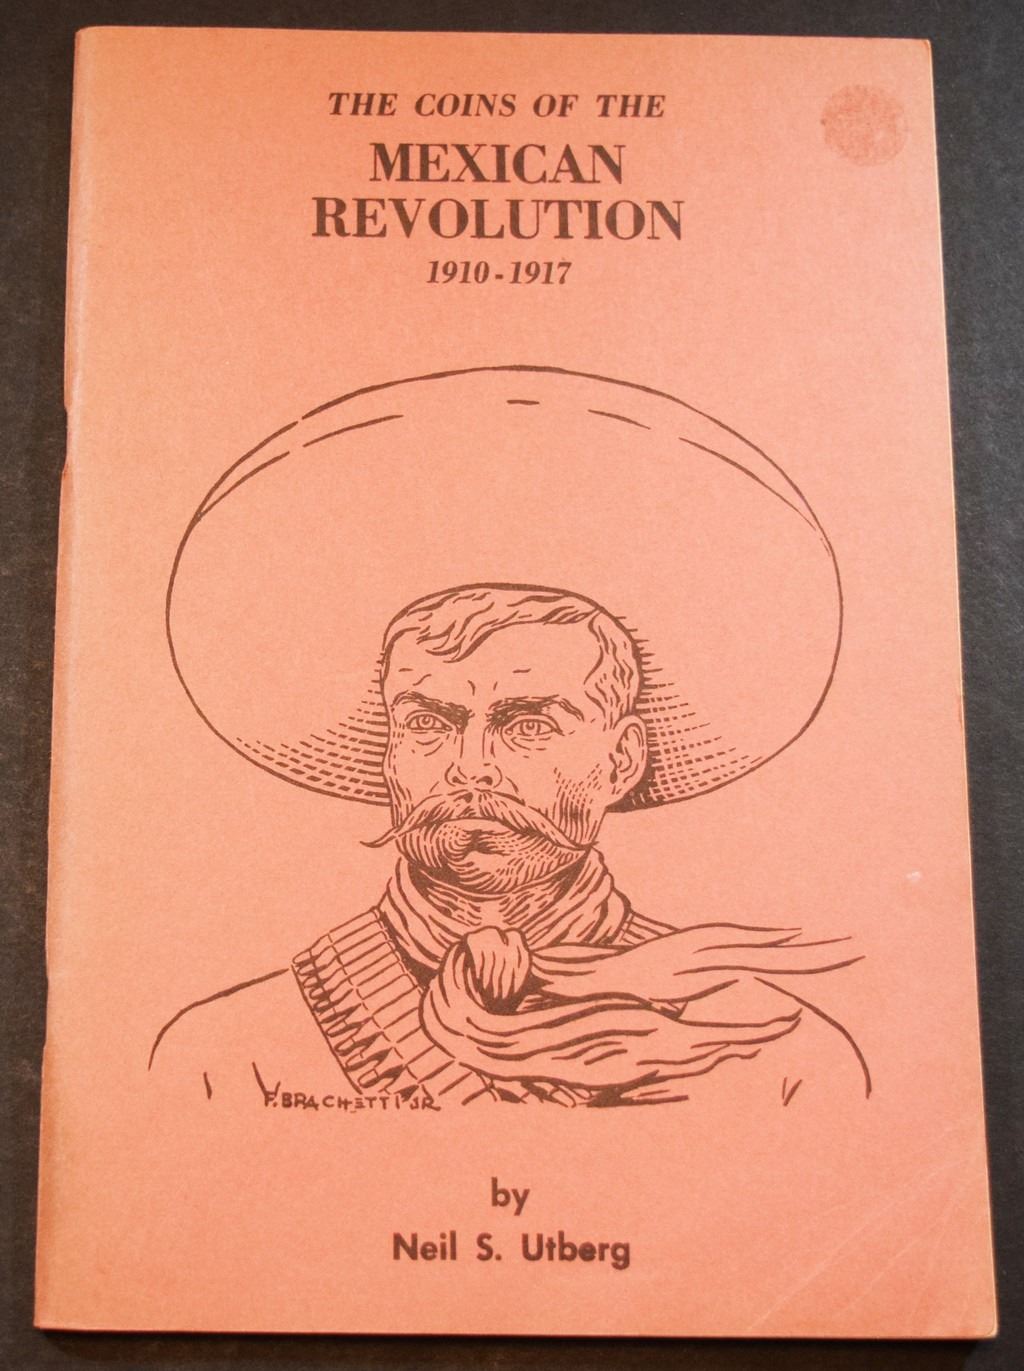 THE COINS OF THE
MEXICAN
REVOLUTION
1910-1917
F. BRACHETTI JR
by
Neil S. Utberg